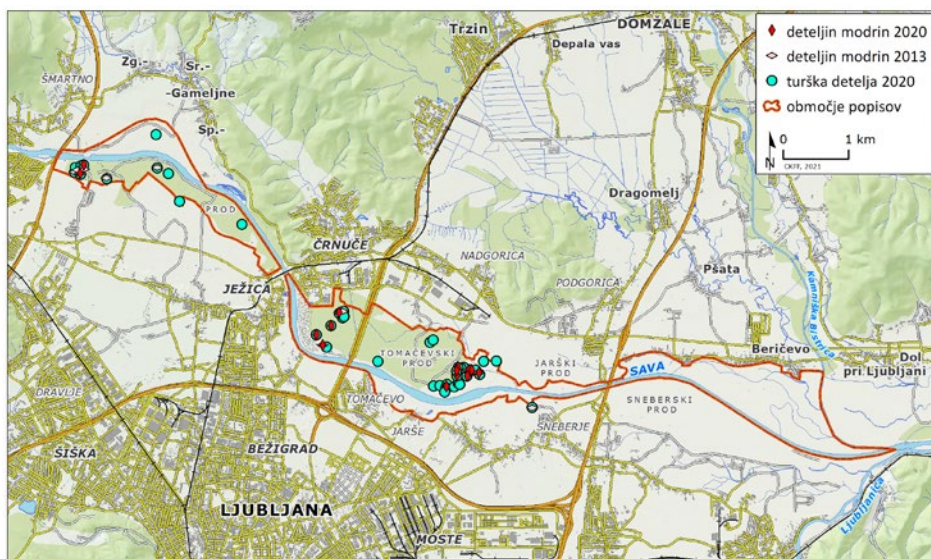 deteljin modrin 2020
deteljin modrin 2013
turška detelja 2020
območje popisov
0 1 km
N
CKFF, 2021
Trzin
DOMŽALE
Depala vas
Zg.-
Sr.-
ŠMARTNO
-Gameljne
Sp.-
Dragomelj
PROD
ČRNUČE
NADGORICA
Pšata
Kamniška Bistrica
JEŽICA
PODGORICA
Beričevo
TOMAČEVSKI
PROD
JARŠKI
PROD
SAVA
Dol
pri Ljubljani
DRAVLJE
TOMAČEVO
SNEBERSKI
PROD
JARŠE
SNEBERJE
ŠIŠKA
BEŽIGRAD
Ljubljanica
LJUBLJANA
MOSTE